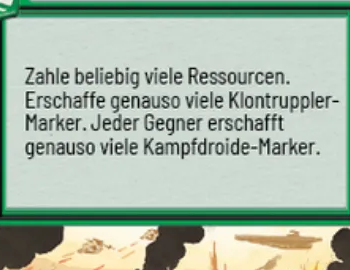 Zahle beliebig viele Ressourcen.
Erschaffe genauso viele Klontruppler-
Marker. Jeder Gegner erschafft
genauso viele Kampfdroide-Marker.